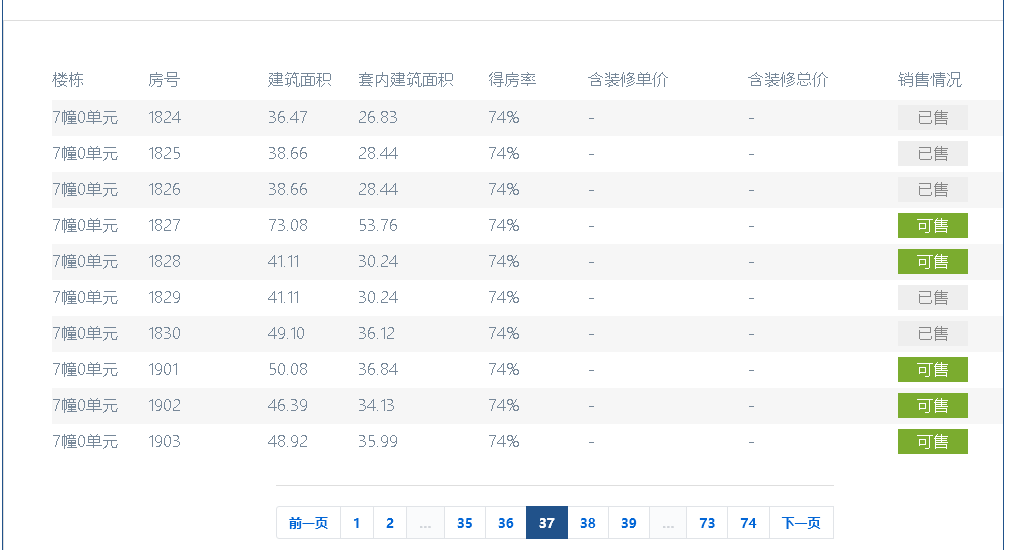 楼栋 房号 建筑面积 套内建筑面积 得房率 含装修单价 含装修总价 销售情况
7幢0单元 1824 36.47 26.83 74% - - 已售
7幢0单元 1825 38.66 28.44 74% - - 已售
7幢0单元 1826 38.66 28.44 74% - - 已售
7幢0单元 1827 73.08 53.76 74% - - 可售
7幢0单元 1828 41.11 30.24 74% - - 可售
7幢0单元 1829 41.11 30.24 74% - - 已售
7幢0单元 1830 49.10 36.12 74% - - 已售
7幢0单元 1901 50.08 36.84 74% - - 可售
7幢0单元 1902 46.39 34.13 74% - - 可售
7幢0单元 1903 48.92 35.99 74% - - 可售
前一页 1 2 ... 35 36 37 38 39 ... 73 74 下一页